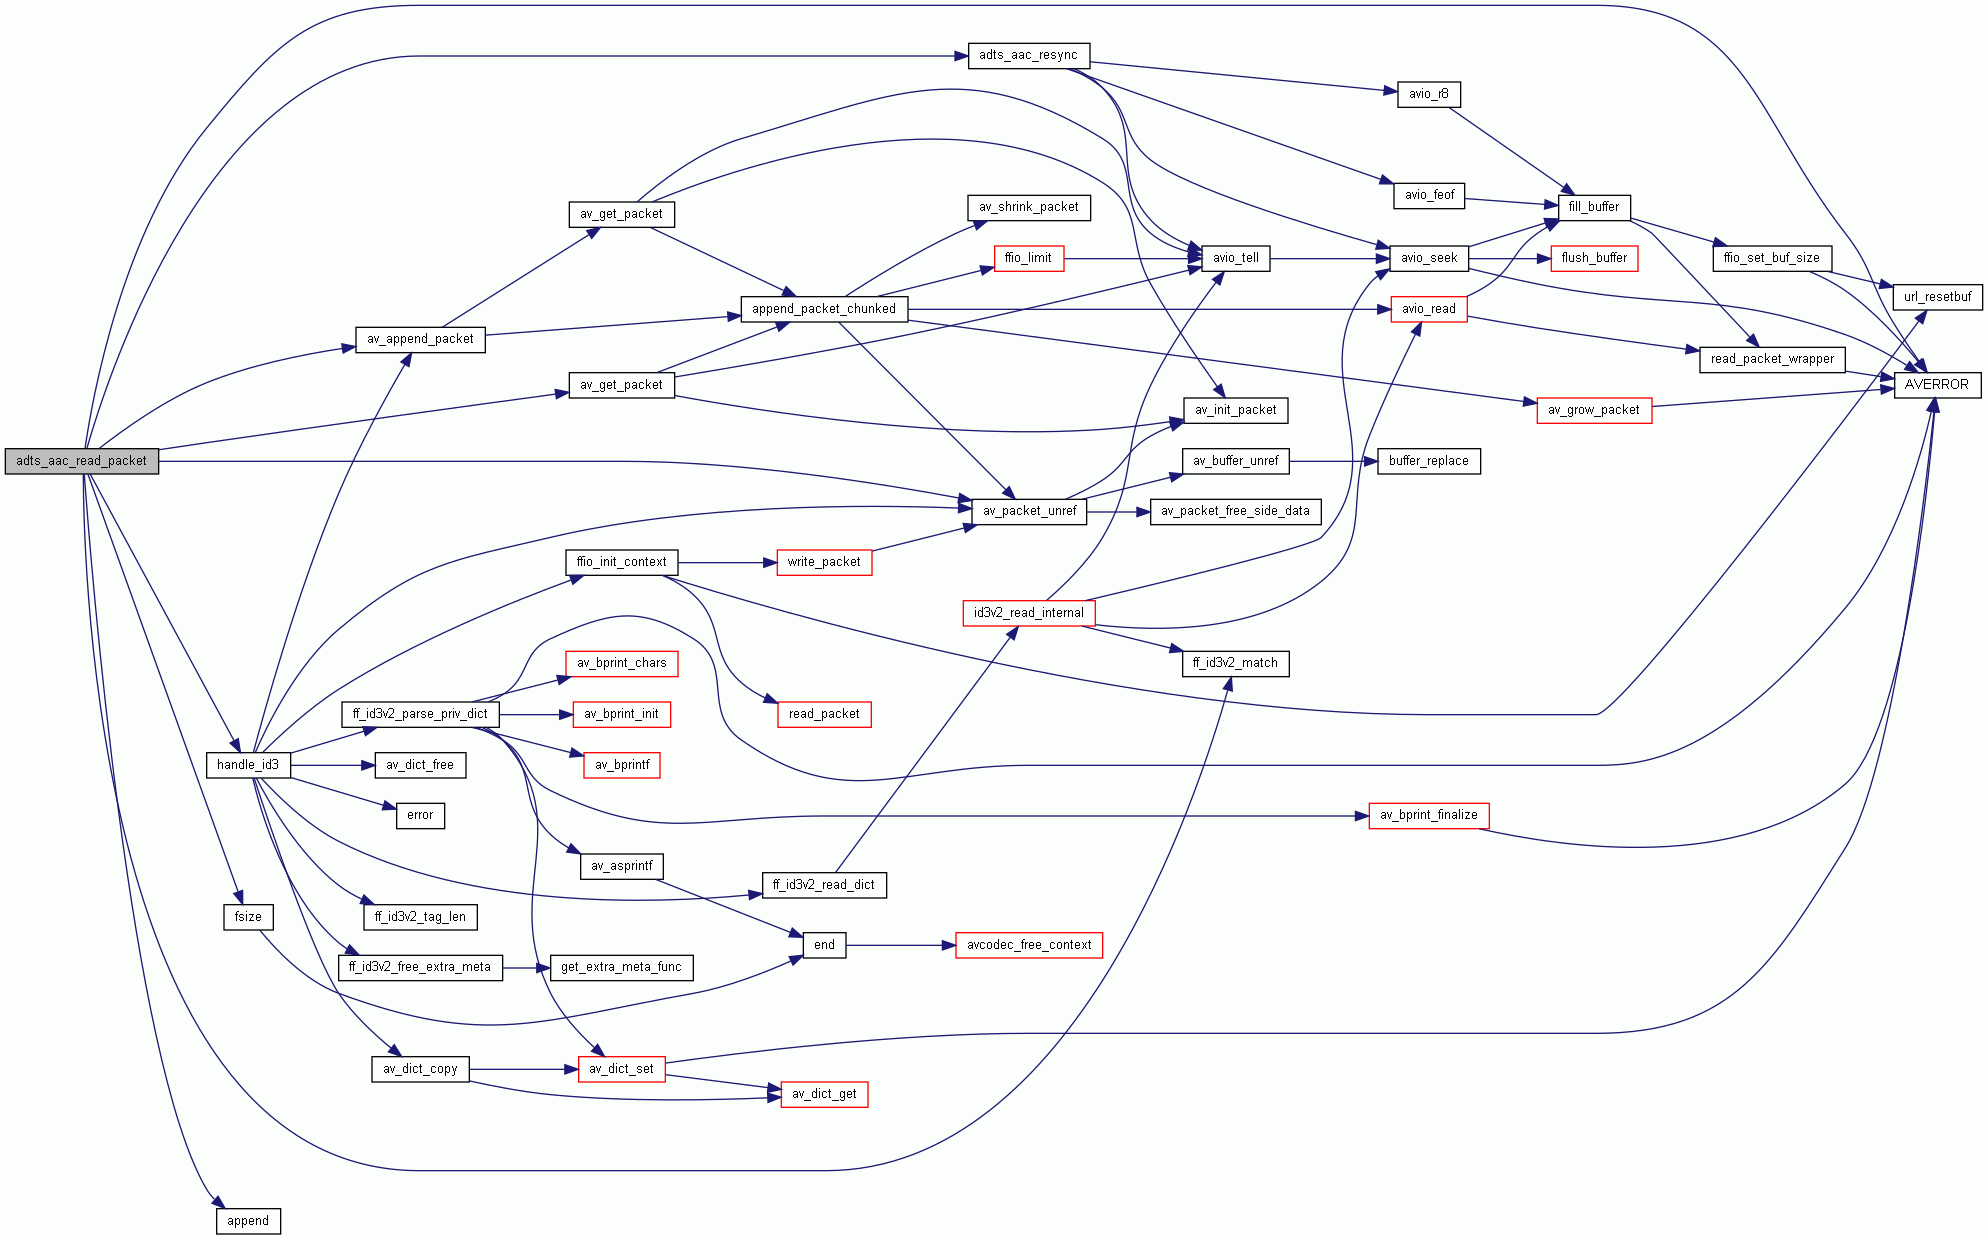 adts_aac_resync
avio_r8
av_get_packet
av_shrink_packet
avio_feof
fill_buffer
ffio_limit
avio_tell
avio_seek
flush_buffer
ffio_set_buf_size
url_resetbuf
append_packet_chunked
avio_read
av_append_packet
read_packet_wrapper
AVERROR
av_get_packet
av_init_packet
av_grow_packet
adts_aac_read_packet
av_buffer_unref
buffer_replace
av_packet_unref
av_packet_free_side_data
ffio_init_context
write_packet
id3v2_read_internal
av_bprint_chars
ff_id3v2_match
ff_id3v2_parse_priv_dict
av_bprint_init
read_packet
handle_id3
av_dict_free
av_bprintf
error
av_bprint_finalize
av_asprintf
ff_id3v2_read_dict
fsize
ff_id3v2_tag_len
end
avcodec_free_context
ff_id3v2_free_extra_meta
get_extra_meta_func
av_dict_copy
av_dict_set
av_dict_get
append